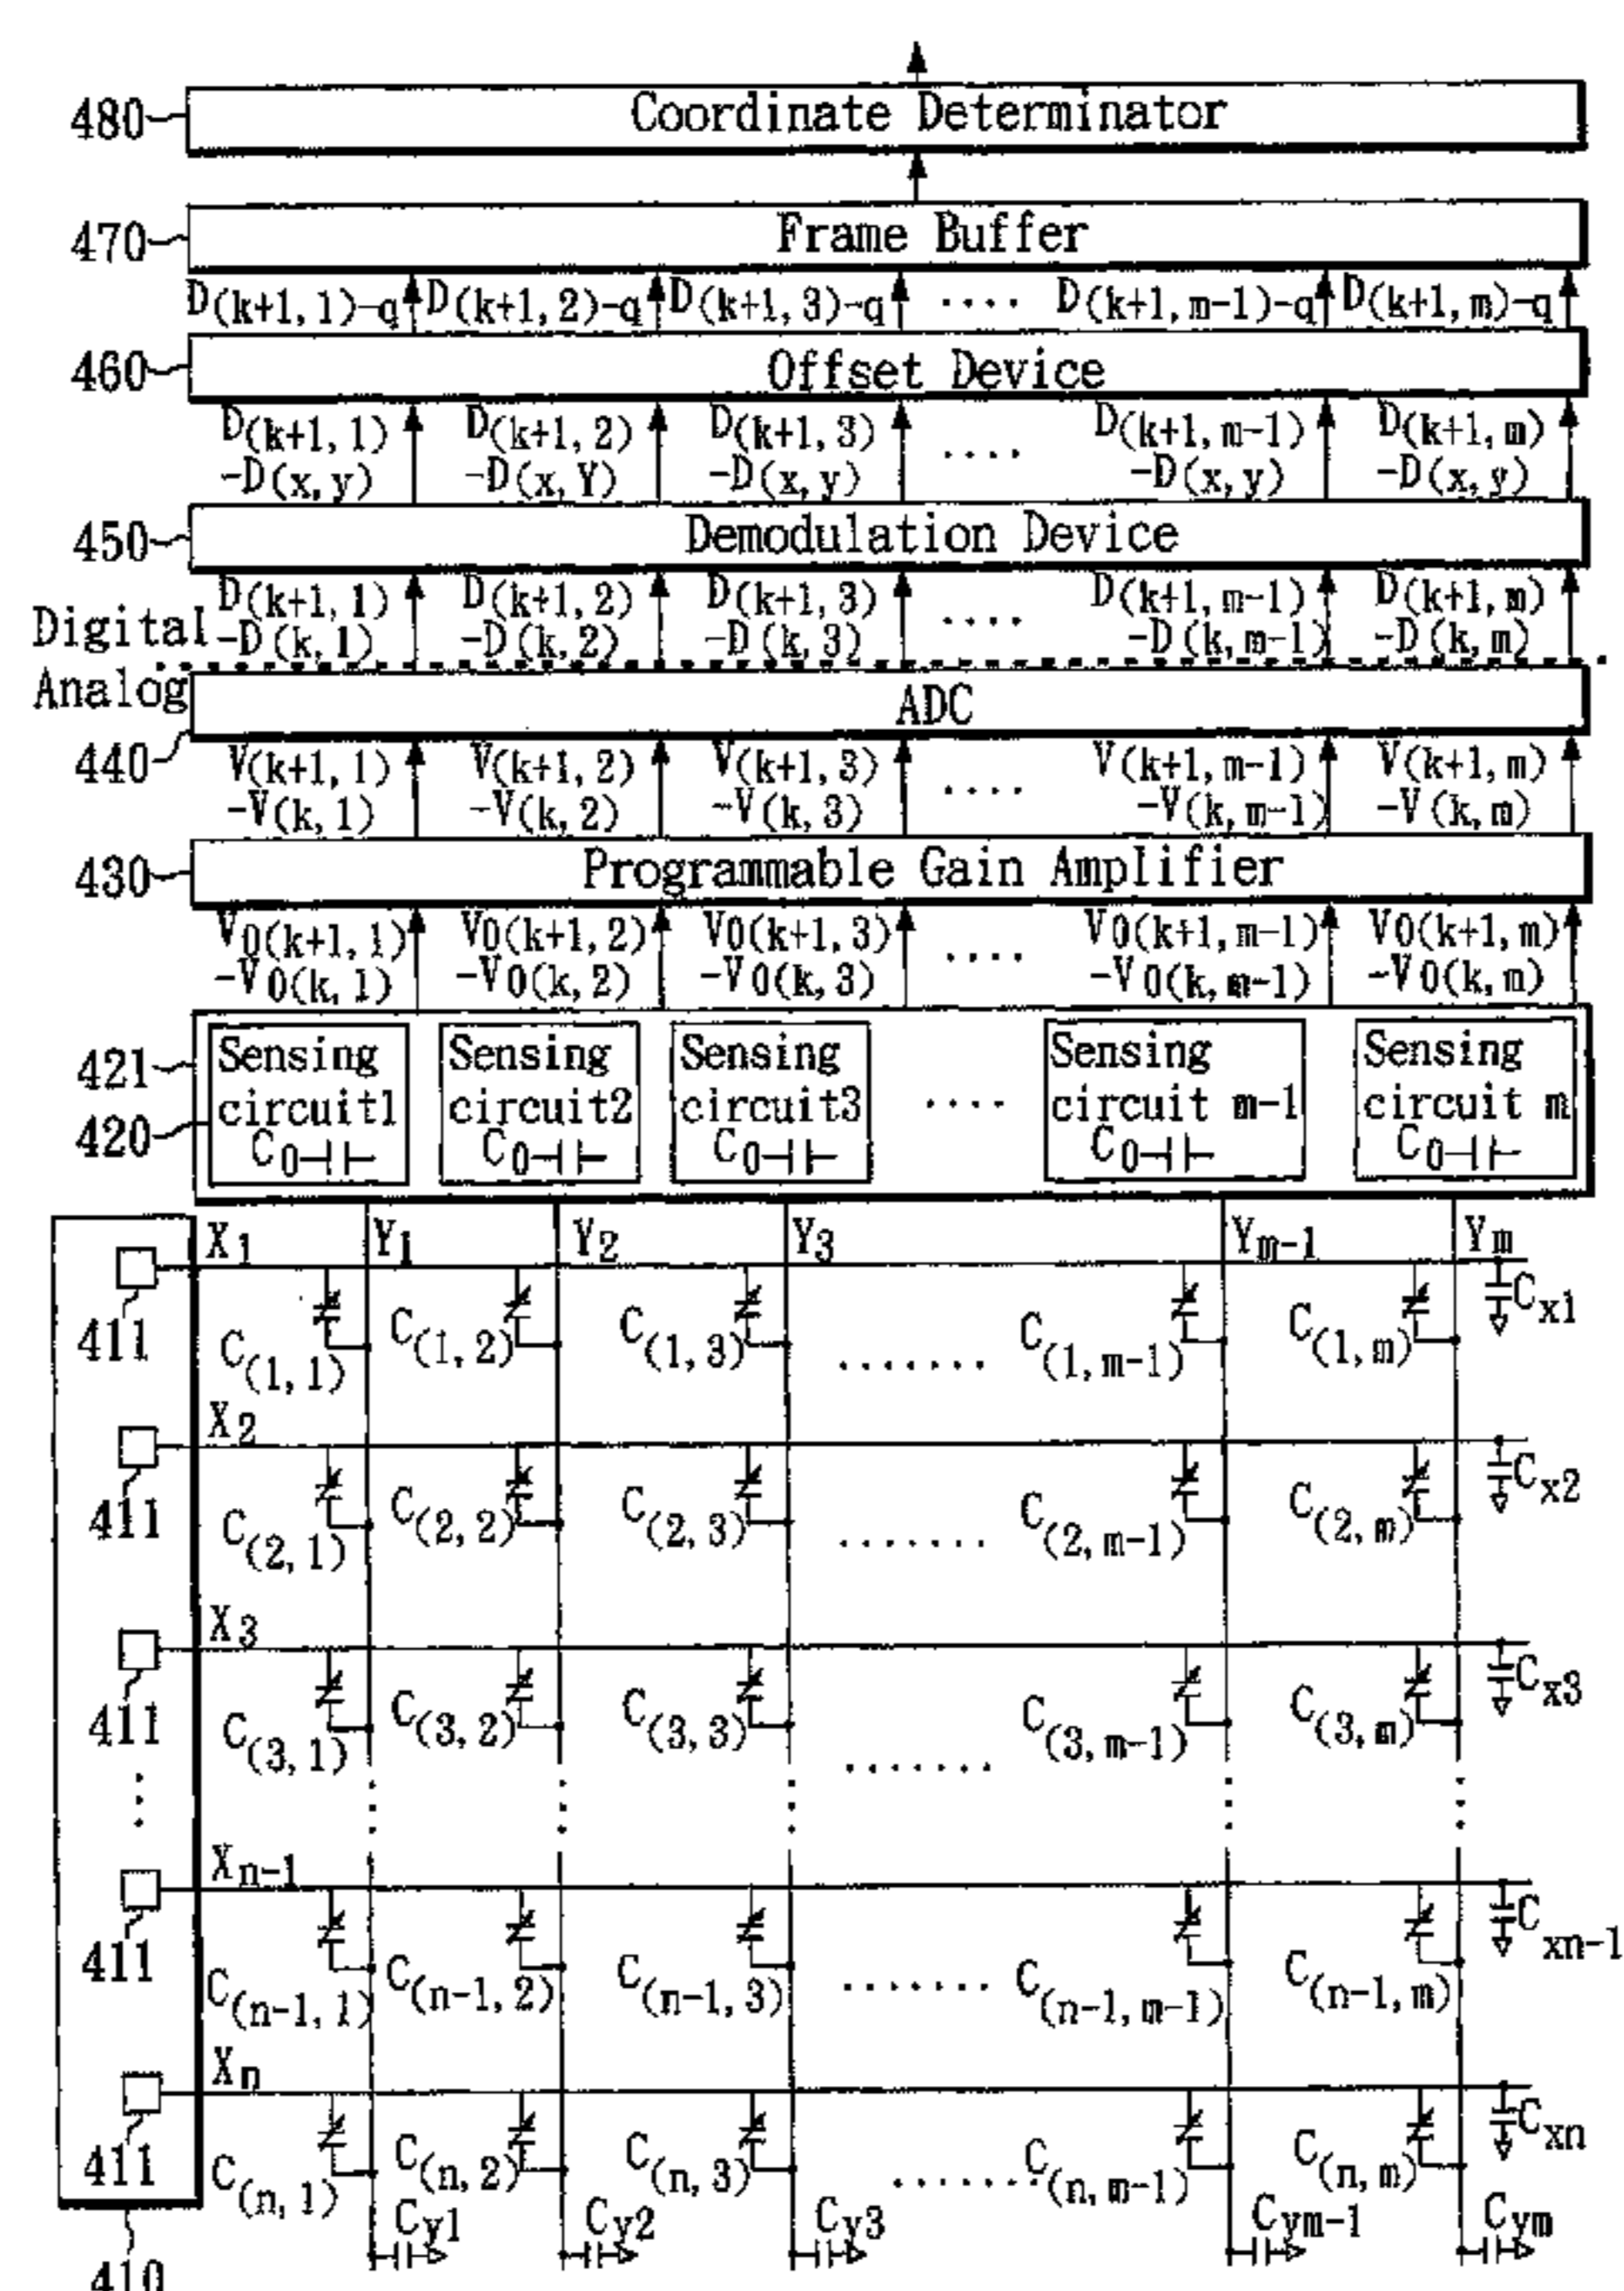 480 Coordinate Determinator
470 Frame Buffer
D(k+1, 1)-q D(k+1, 2)-q D(k+1, 3)-q .... D(k+1, m-1)-q D(k+1, m)-q
460 Offset Device
D(k+1, 1) D(k+1, 2) D(k+1, 3) .... D(k+1, m-1) D(k+1, m)
-D(x, y) -D(x, Y) -D(x, y) -D(x, y) -D(x, y)
450 Demodulation Device
D(k+1, 1) D(k+1, 2) D(k+1, 3) .... D(k+1, m-1) D(k+1, m)
Digital -D(k, 1) -D(k, 2) -D(k, 3) -D(k, m-1) -D(k, m)
Analog
440 ADC
V(k+1, 1) V(k+1, 2) V(k+1, 3) .... V(k+1, m-1) V(k+1, m)
-V(k, 1) -V(k, 2) -V(k, 3) -V(k, m-1) -V(k, m)
430 Programmable Gain Amplifier
V0(k+1, 1) V0(k+1, 2) V0(k+1, 3) .... V0(k+1, m-1) V0(k+1, m)
-V0(k, 1) -V0(k, 2) -V0(k, 3) -V0(k, m-1) -V0(k, m)
421 Sensing Sensing Sensing Sensing Sensing
circuit1 circuit2 circuit3 .... circuit m-1 circuit m
420 C0 C0 C0 C0 C0
X1 Y1 Y2 Y3 Ym-1 Ym
411 C(1, 1) C(1, 2) C(1, 3) ....... C(1, m-1) C(1, m) Cx1
X2
411 C(2, 1) C(2, 2) C(2, 3) ....... C(2, m-1) C(2, m) Cx2
X3
411 C(3, 1) C(3, 2) C(3, 3) ....... C(3, m-1) C(3, m) Cx3
Xn-1
411 C(n-1, 1) C(n-1, 2) C(n-1, 3) ....... C(n-1, m-1) C(n-1, m) Cxn-1
Xn
411 C(n, 1) C(n, 2) C(n, 3) ....... C(n, m-1) C(n, m) Cxn
Cy1 Cy2 Cy3 Cym-1 Cym
410